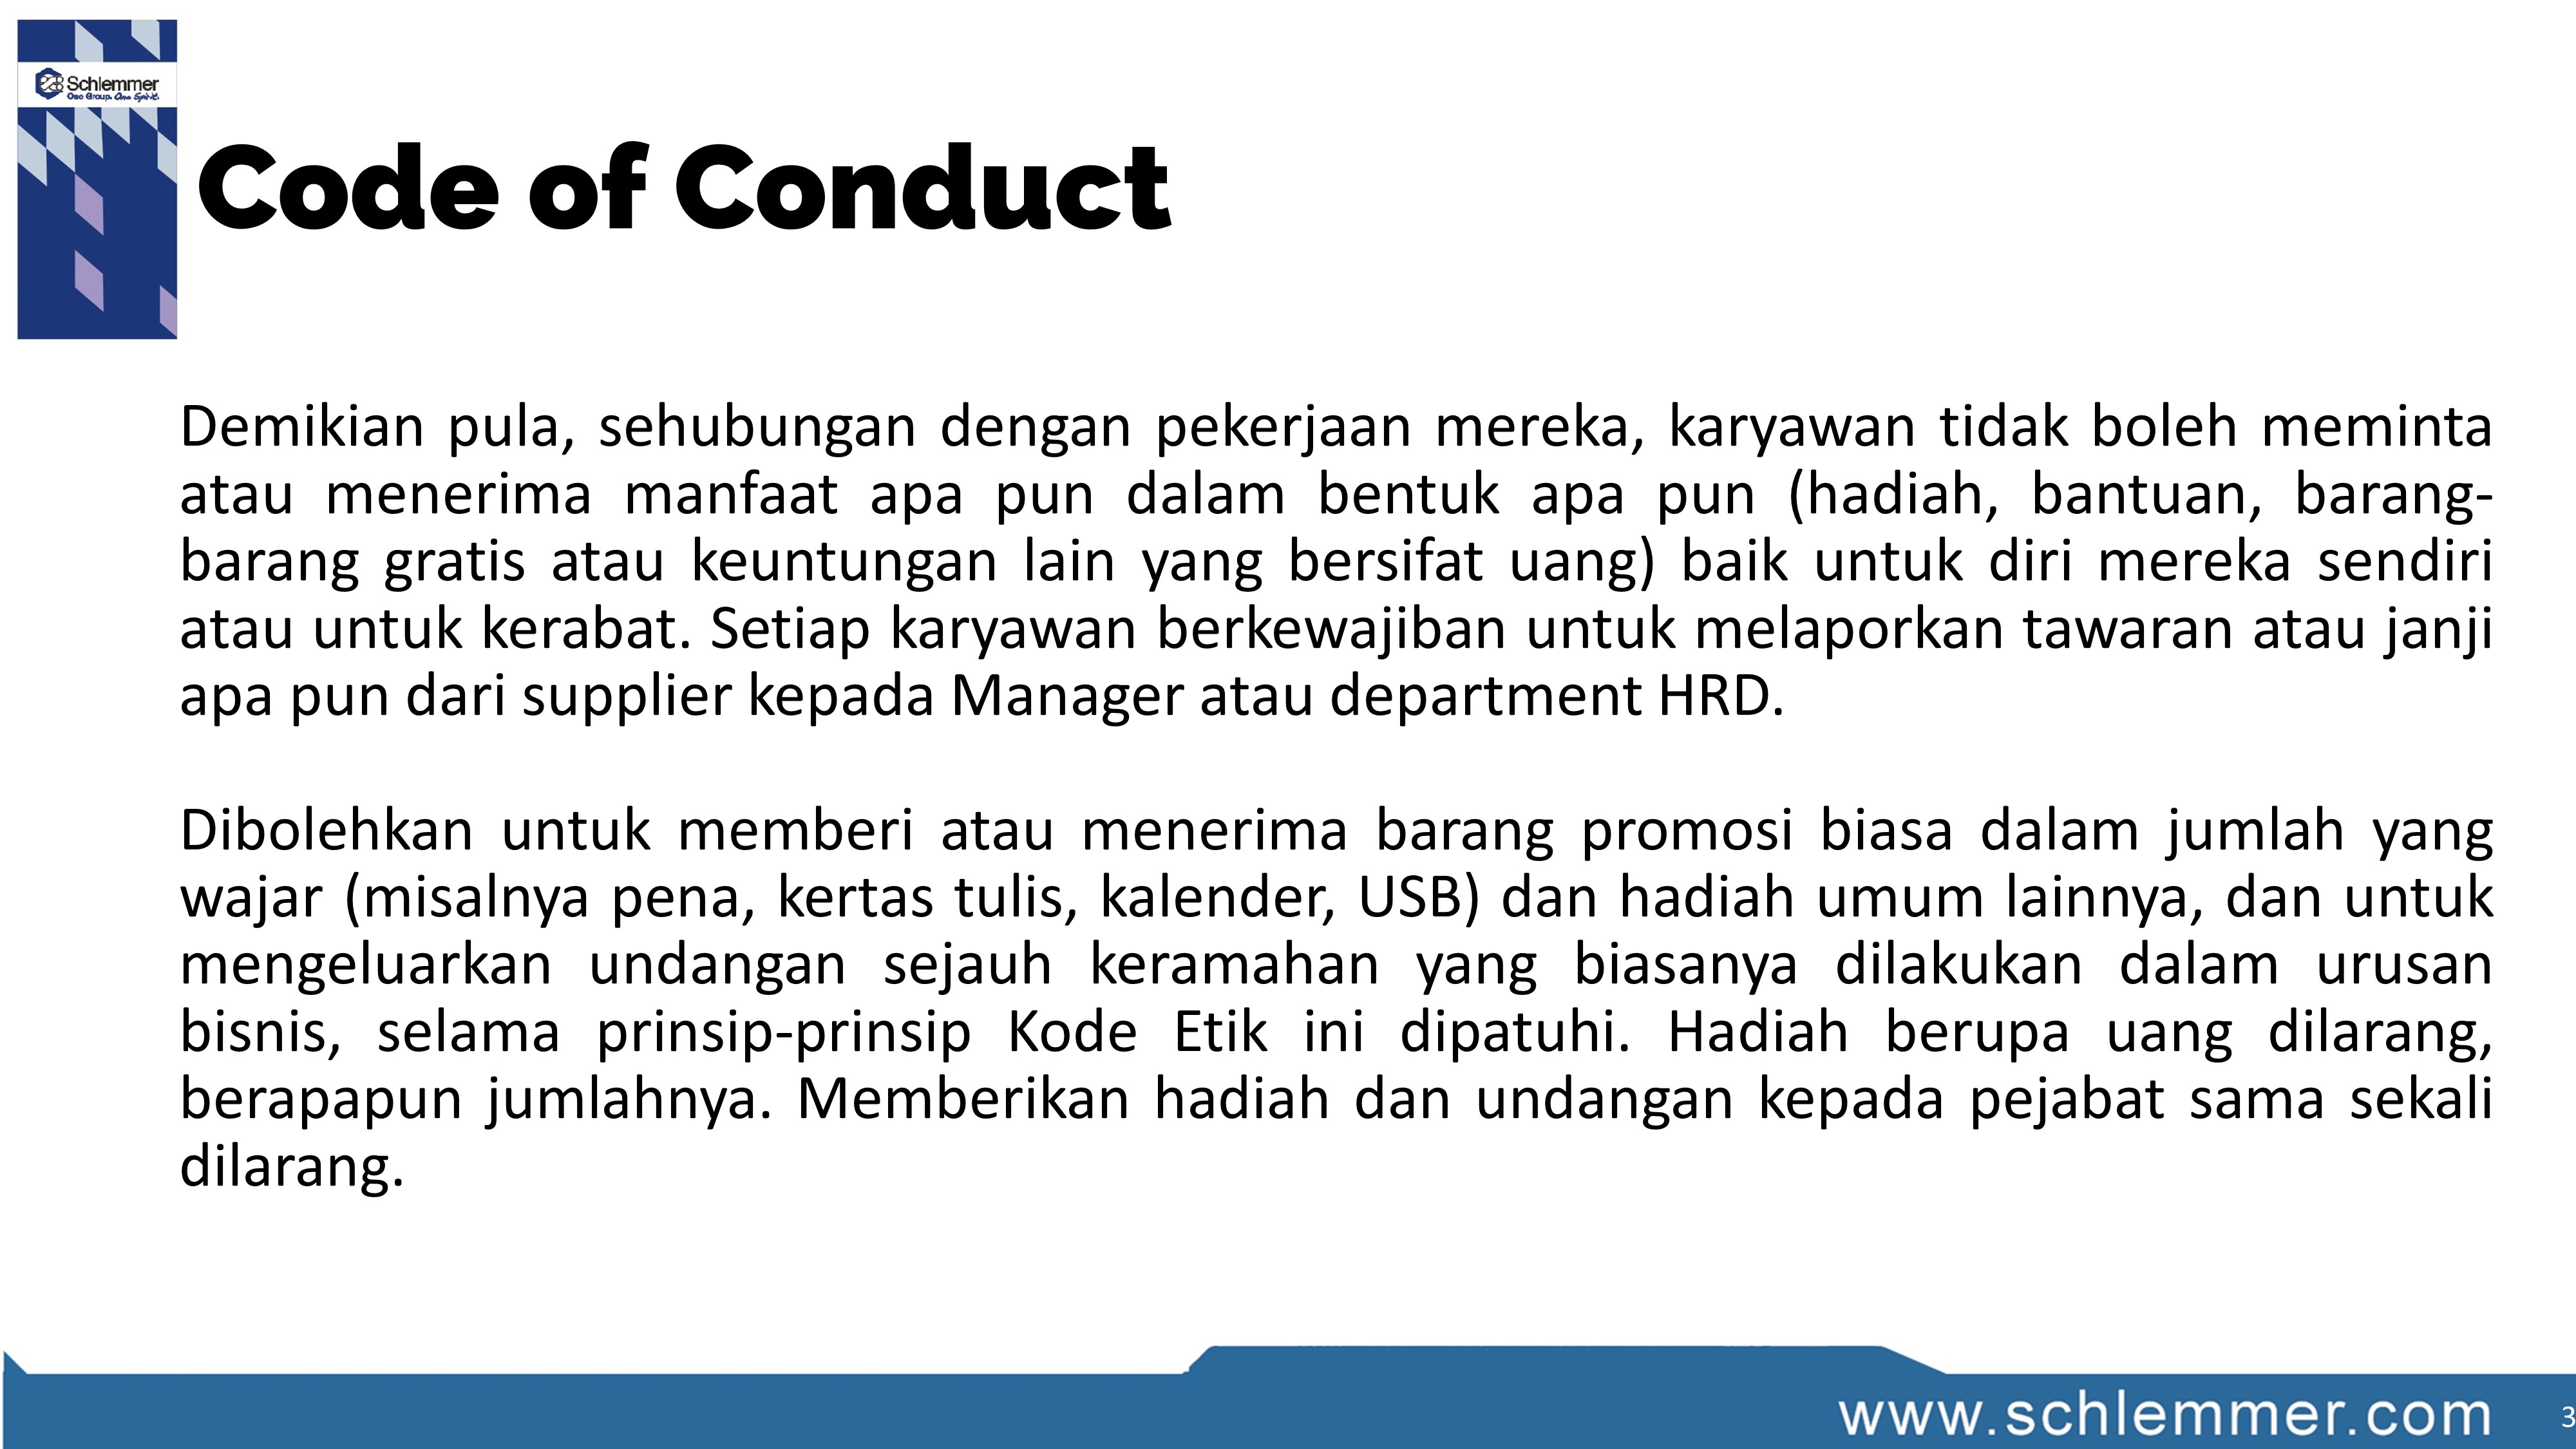 Schlemmer
One Group. One Spirit.
Code of Conduct
Demikian pula, sehubungan dengan pekerjaan mereka, karyawan tidak boleh meminta
atau menerima manfaat apa pun dalam bentuk apa pun (hadiah, bantuan, barang-
barang gratis atau keuntungan lain yang bersifat uang) baik untuk diri mereka sendiri
atau untuk kerabat. Setiap karyawan berkewajiban untuk melaporkan tawaran atau janji
apa pun dari supplier kepada Manager atau department HRD.
Dibolehkan untuk memberi atau menerima barang promosi biasa dalam jumlah yang
wajar (misalnya pena, kertas tulis, kalender, USB) dan hadiah umum lainnya, dan untuk
mengeluarkan undangan sejauh keramahan yang biasanya dilakukan dalam urusan
bisnis, selama prinsip-prinsip Kode Etik ini dipatuhi. Hadiah berupa uang dilarang,
berapapun jumlahnya. Memberikan hadiah dan undangan kepada pejabat sama sekali
dilarang.
www.schlemmer.com
3